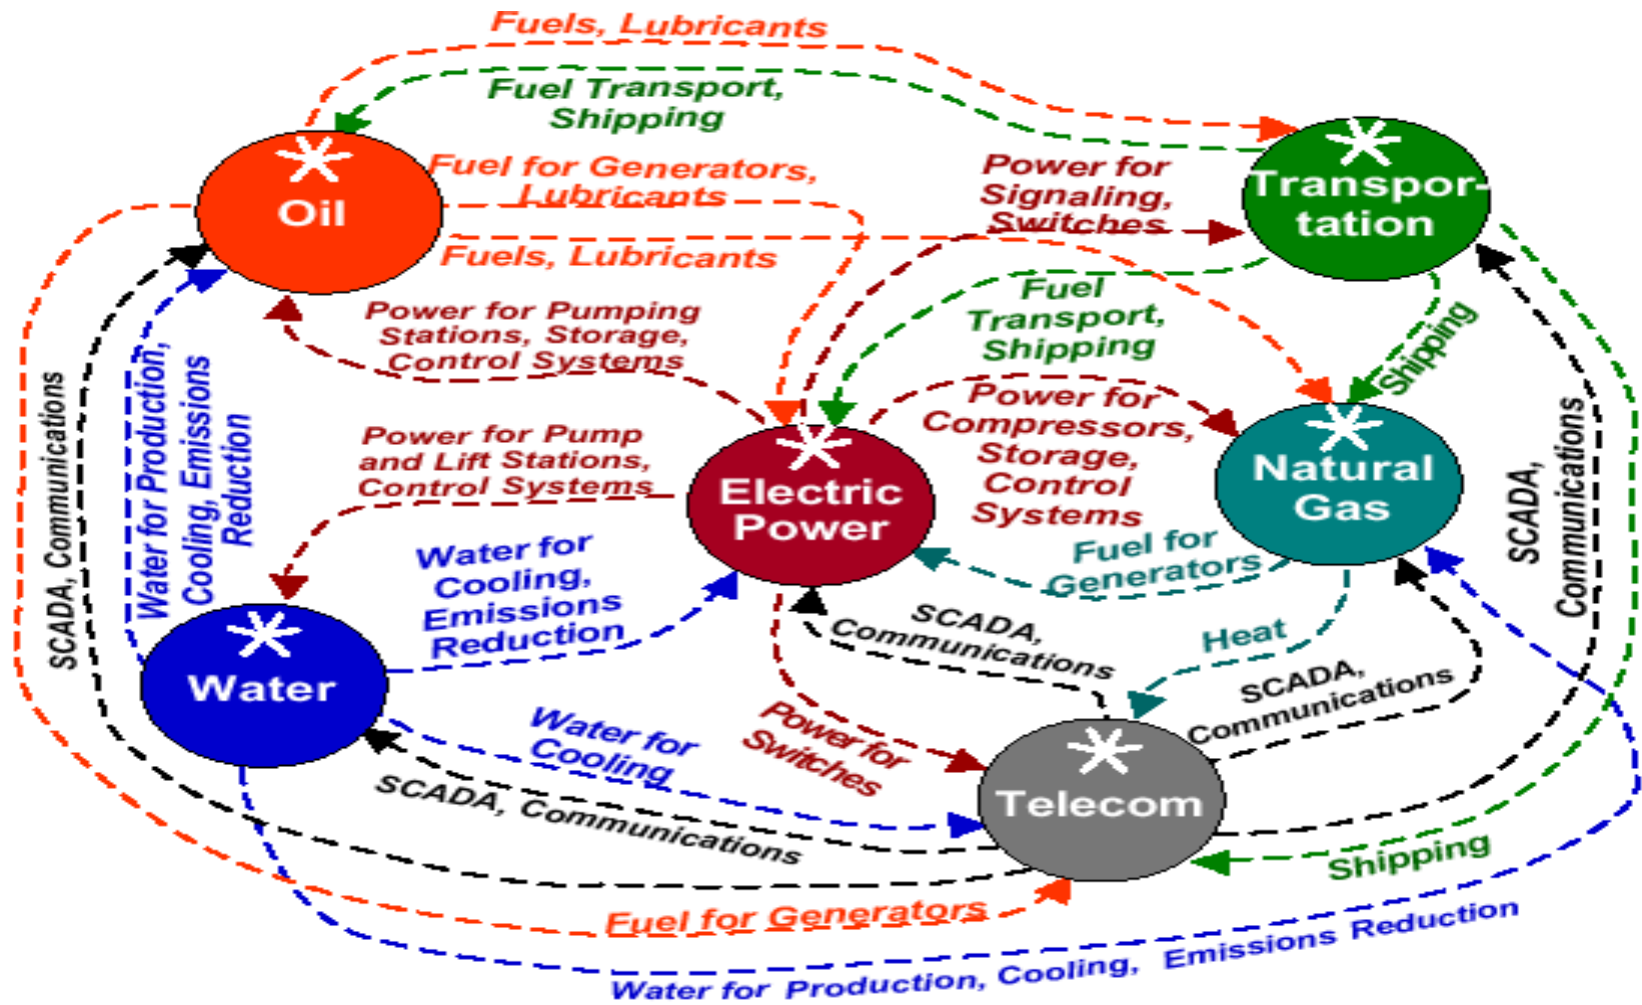 Fuels, Lubricants
Fuel Transport,
Shipping
Fuel for Generators,
Lubricants
Fuels, Lubricants
Oil
Power for
Signaling,
Switches
Transpor-
tation
Fuel
Transport,
Shipping
Shipping
Power for Pumping
Stations, Storage,
Control Systems
Power for
Compressors,
Storage,
Control
Systems
SCADA, Communications
Water for Production,
Cooling, Emissions
Reduction
Power for Pump
and Lift Stations,
Control Systems
Electric
Power
Natural
Gas
SCADA,
Communications
Water for
Cooling,
Emissions
Reduction
Fuel for
Generators
SCADA,
Communications
Heat
SCADA,
Communications
Water
Water for
Cooling
Power for
Switches
SCADA, Communications
Telecom
Shipping
Fuel for Generators
Water for Production, Cooling, Emissions Reduction